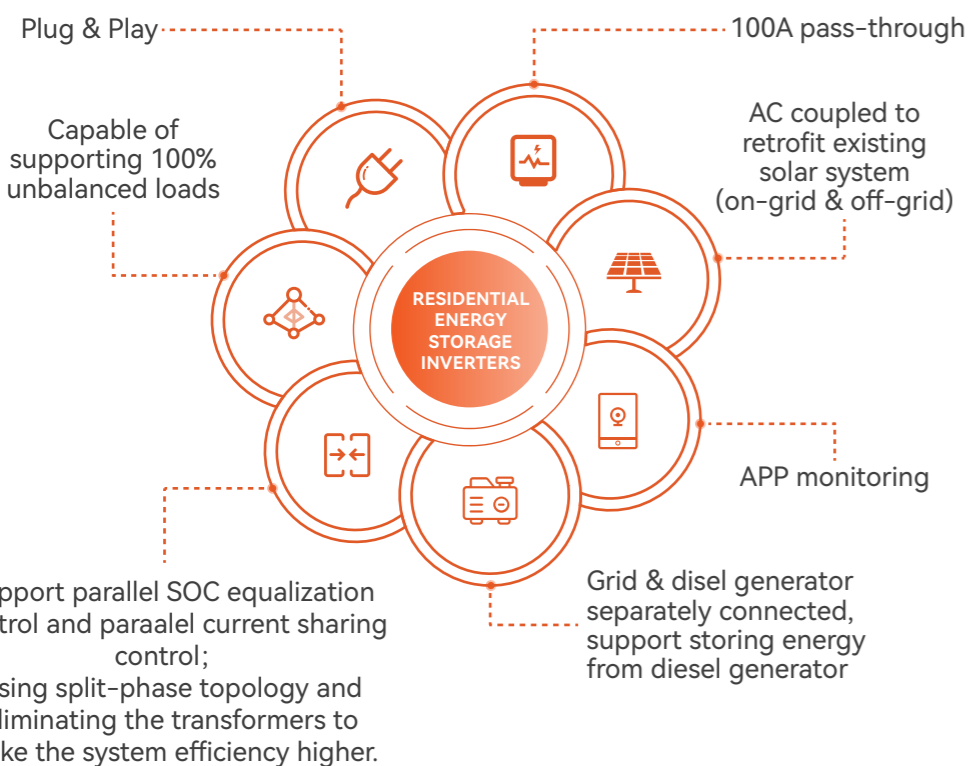 Plug & Play
100A pass-through
Capable of
supporting 100%
unbalanced loads
AC coupled to
retrofit existing
solar system
(on-grid & off-grid)
RESIDENTIAL
ENERGY
STORAGE
INVERTERS
APP monitoring
Grid & disel generator
separately connected,
support storing energy
from diesel generator
pport parallel SOC equalization
trol and paraalel current sharing
control;
sing split-phase topology and
liminating the transformers to
ke the system efficiency higher.